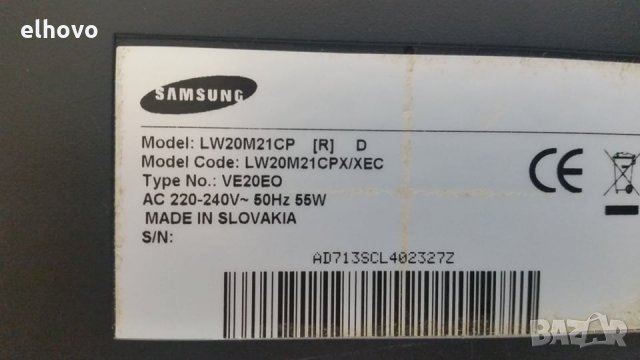 elhovo
SAMSUNG
Model: LW20M21CP [R] D
Model Code: LW20M21CPX/XEC
Type No.: VE20EO
AC 220-240V~ 50Hz 55W
MADE IN SLOVAKIA
S/N:
AD713SCL402327Z
CE
BAZAR